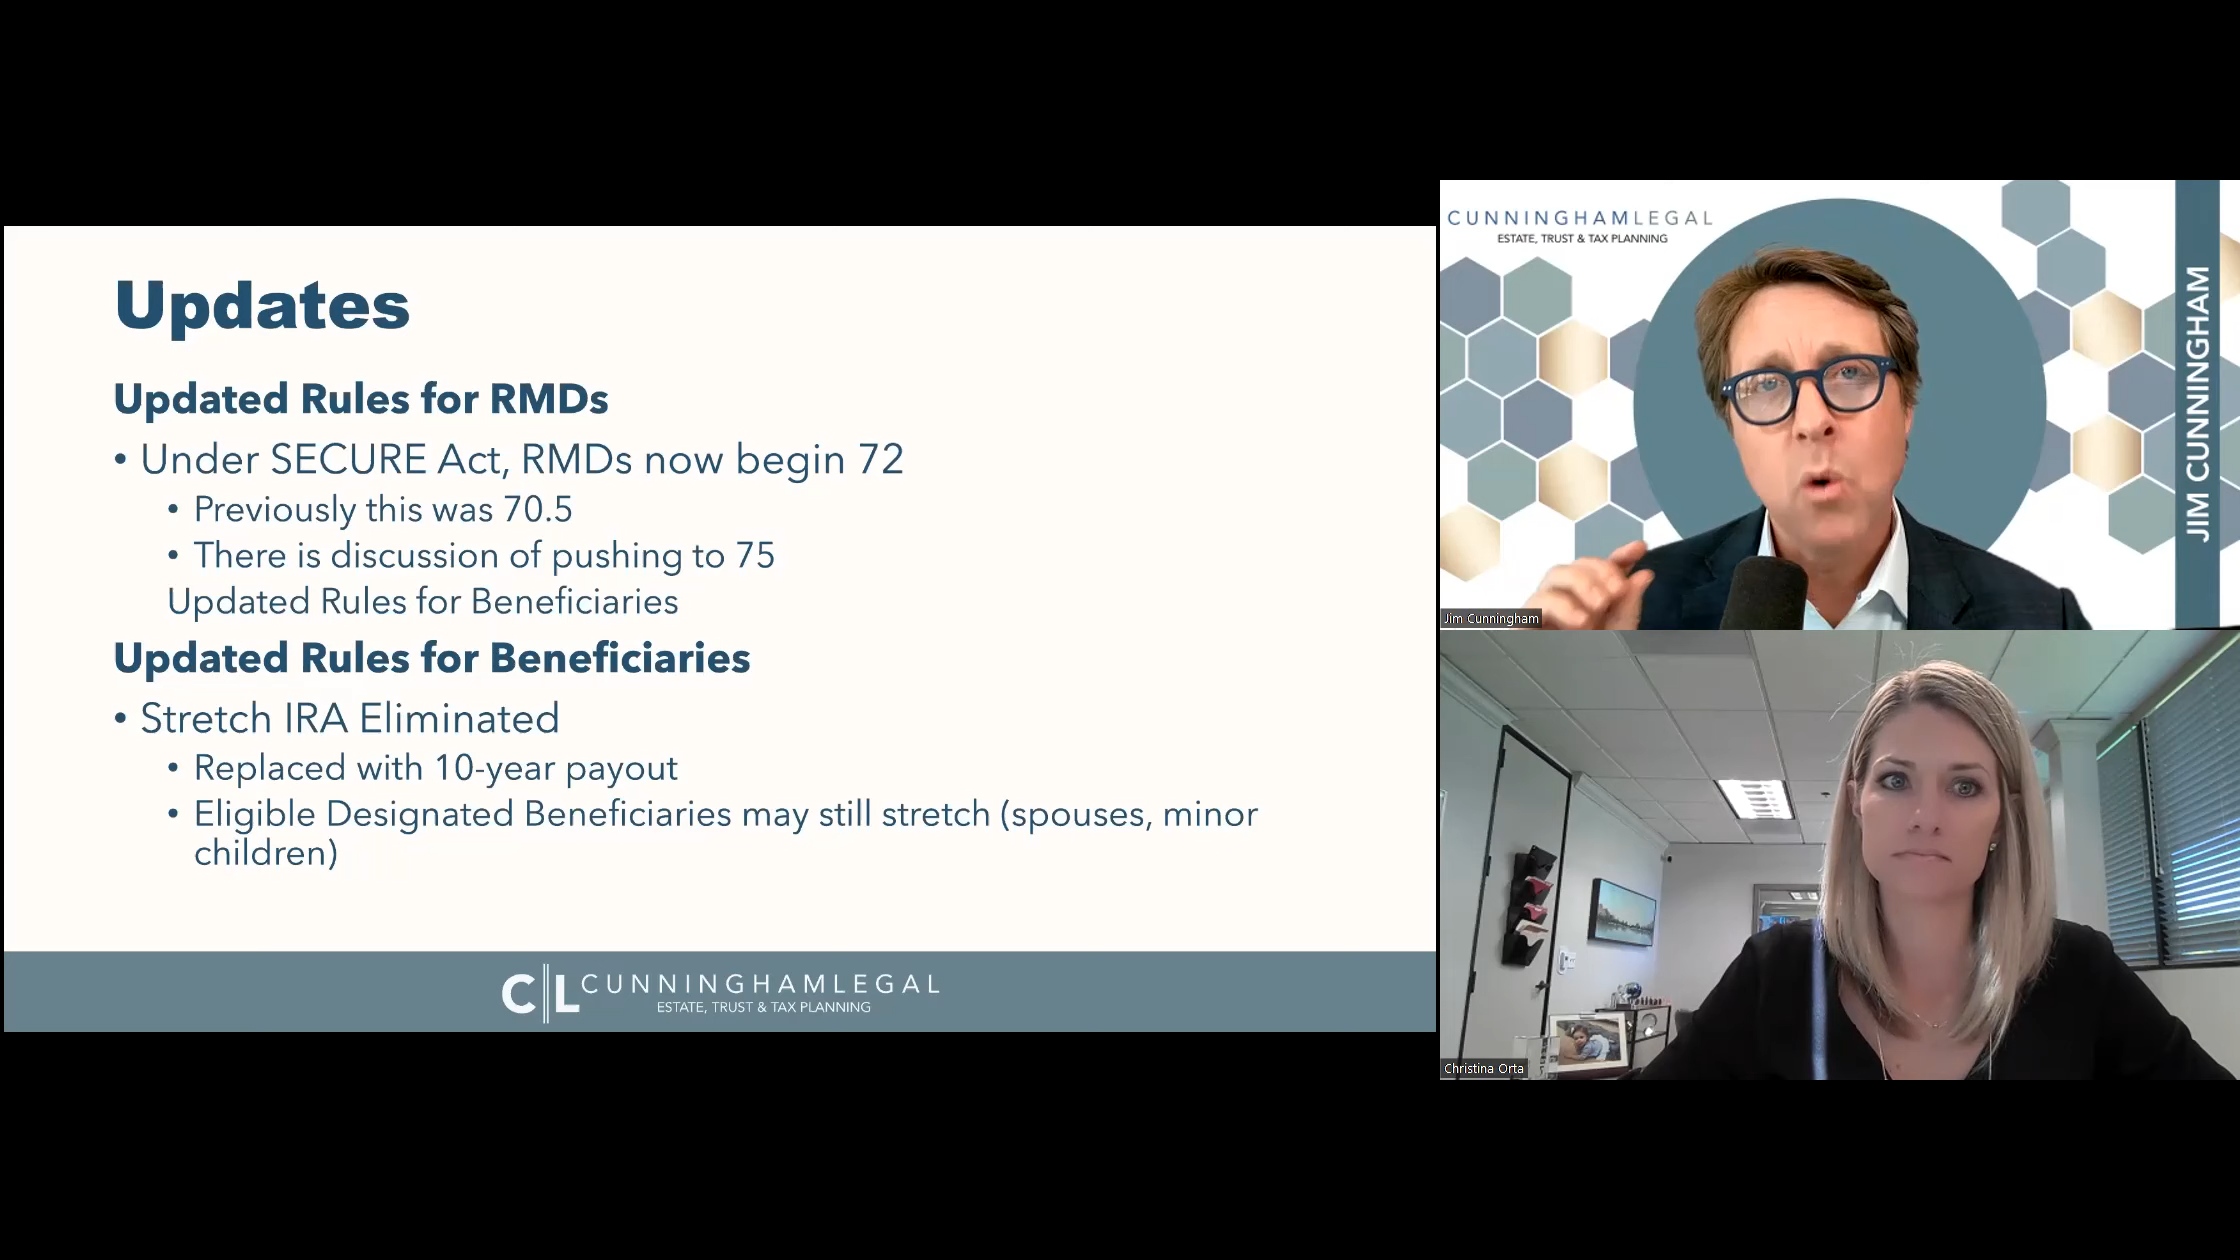 Updates
Updated Rules for RMDs
• Under SECURE Act, RMDs now begin 72
• Previously this was 70.5
• There is discussion of pushing to 75
Updated Rules for Beneficiaries
Updated Rules for Beneficiaries
• Stretch IRA Eliminated
• Replaced with 10-year payout
• Eligible Designated Beneficiaries may still stretch (spouses, minor
children)
C L CUNNINGHAMLEGAL
ESTATE, TRUST & TAX PLANNING
CUNNINGHAMLEGAL
ESTATE, TRUST & TAX PLANNING
JIM CUNNINGHAM
Jim Cunningham
Christina Orta